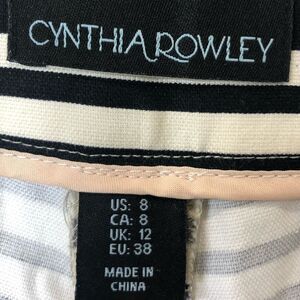 CYNTHIA ROWLEY
US: 8
CA: 8
UK: 12
EU: 38
MADE IN
CHINA